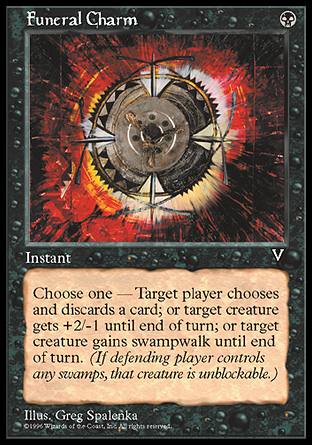 Funeral Charm
Instant
V
Choose one — Target player chooses
and discards a card; or target creature
gets +2/-1 until end of turn; or target
creature gains swampwalk until end
of turn. (If defending player controls
any swamps, that creature is unblockable.)
Illus. Greg Spalenka
©1996 Wizards of the Coast, Inc. All rights reserved.